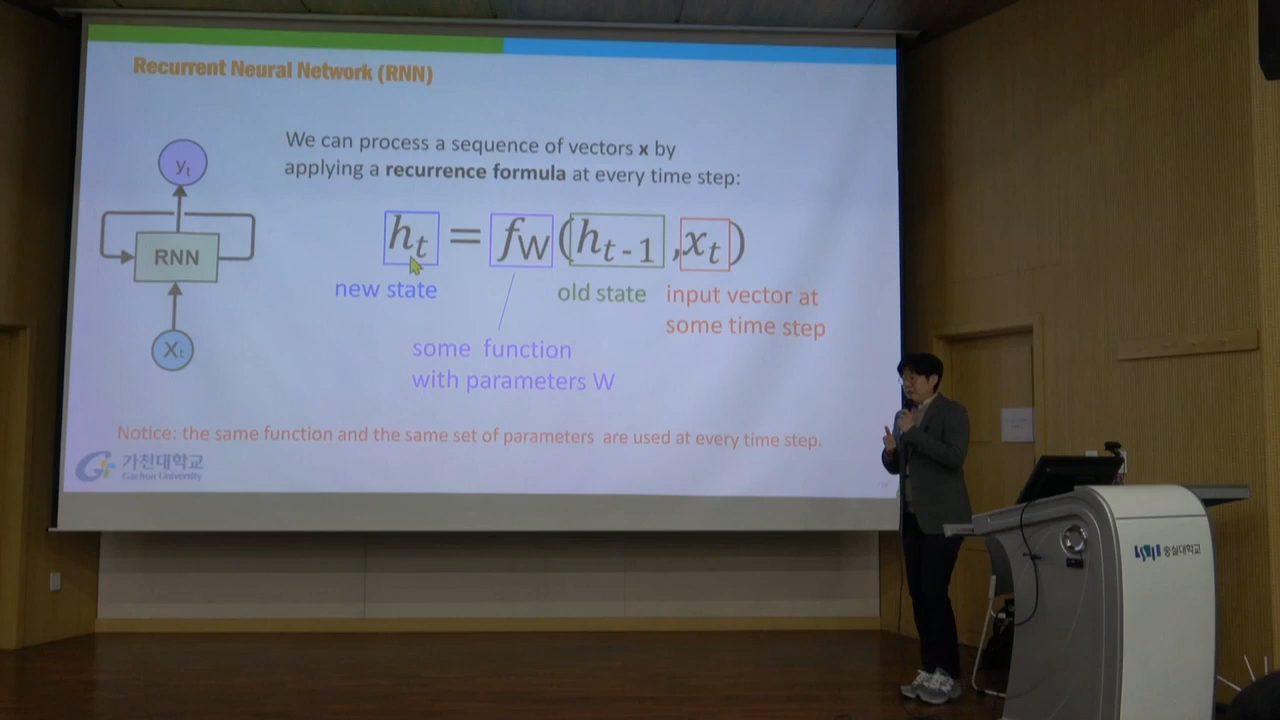 Recurrent Neural Network (RNN)
We can process a sequence of vectors x by
applying a recurrence formula at every time step:
yt
RNN
Xt
ht = fW(ht-1,xt)
new state
old state
input vector at
some time step
some function
with parameters W
Notice: the same function and the same set of parameters are used at every time step.
가천대학교
Gachon University
숭실대학교